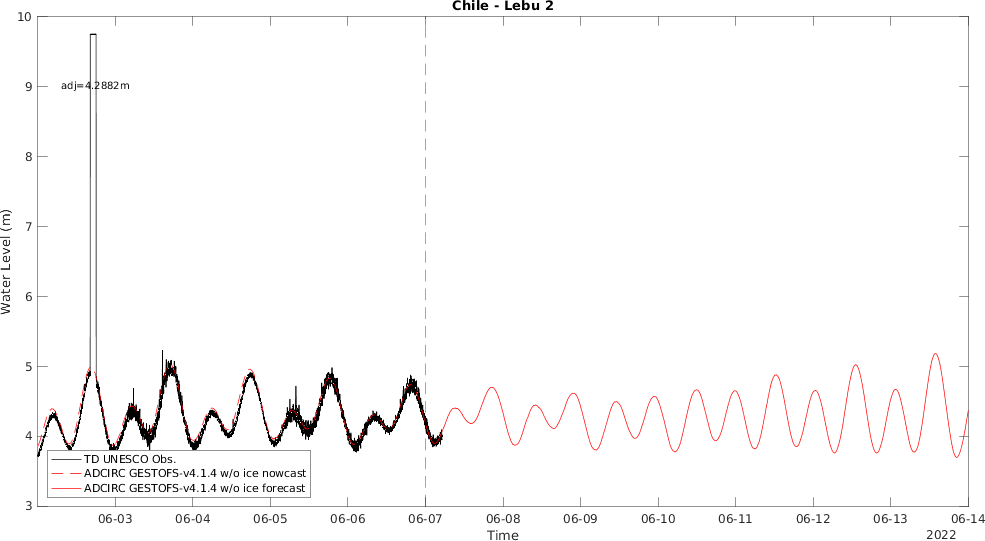 Chile - Lebu 2
10
9
8
7
6
5
4
3
Water Level (m)
adj=4.2882m
TD UNESCO Obs.
ADCIRC GESTOFS-v4.1.4 w/o ice nowcast
ADCIRC GESTOFS-v4.1.4 w/o ice forecast
06-03 06-04 06-05 06-06 06-07 06-08 06-09 06-10 06-11 06-12 06-13 06-14
Time
2022